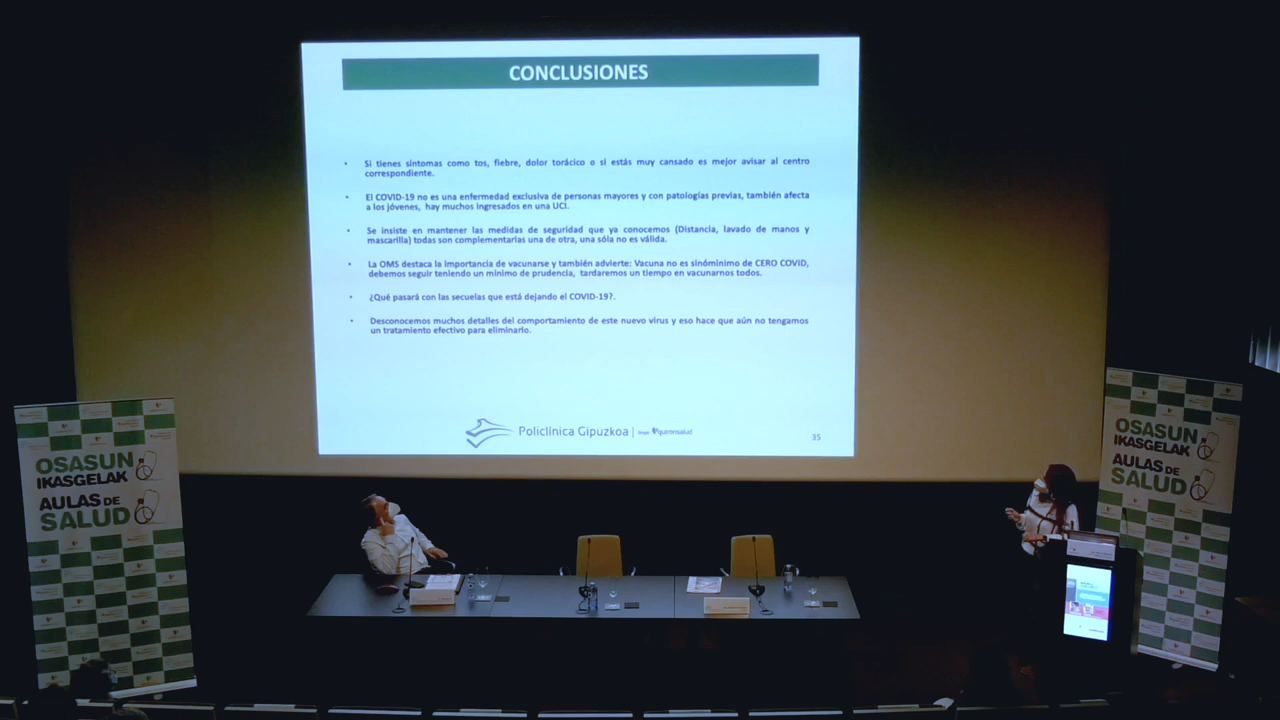 CONCLUSIONES
• Si tienes síntomas como tos, fiebre, dolor torácico o si estás muy cansado es mejor avisar al centro
correspondiente.
• El COVID-19 no es una enfermedad exclusiva de personas mayores y con patologías previas, también afecta
a los jóvenes, hay muchos ingresados en una UCI.
• Se insiste en mantener las medidas de seguridad que ya conocemos (Distancia, lavado de manos y
mascarilla) todas son complementarias una de otra, una sóla no es válida.
• La OMS destaca la importancia de vacunarse y también advierte: Vacuna no es sinóminimo de CERO COVID,
debemos seguir teniendo un mínimo de prudencia, tardaremos un tiempo en vacunarnos todos.
• ¿Qué pasará con las secuelas que está dejando el COVID-19?.
• Desconocemos muchos detalles del comportamiento de este nuevo virus y eso hace que aún no tengamos
un tratamiento efectivo para eliminarlo.
Policlínica Gipuzkoa | Grupo quironsalud
35
OSASUN
IKASGELAK
AULAS DE
SALUD
OSASUN
IKASGELAK
AULAS DE
SALUD